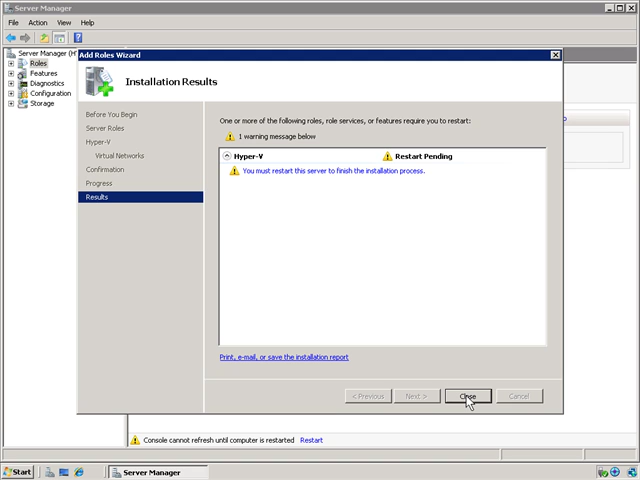 Server Manager
File Action View Help
Server Manager (H
Roles
Features
Diagnostics
Configuration
Storage
Add Roles Wizard
Installation Results
Before You Begin
Server Roles
Hyper-V
Virtual Networks
Confirmation
Progress
Results
One or more of the following roles, role services, or features require you to restart:
1 warning message below
Hyper-V Restart Pending
You must restart this server to finish the installation process.
Print, e-mail, or save the installation report
< Previous Next > Close Cancel
Console cannot refresh until computer is restarted Restart
Start Server Manager